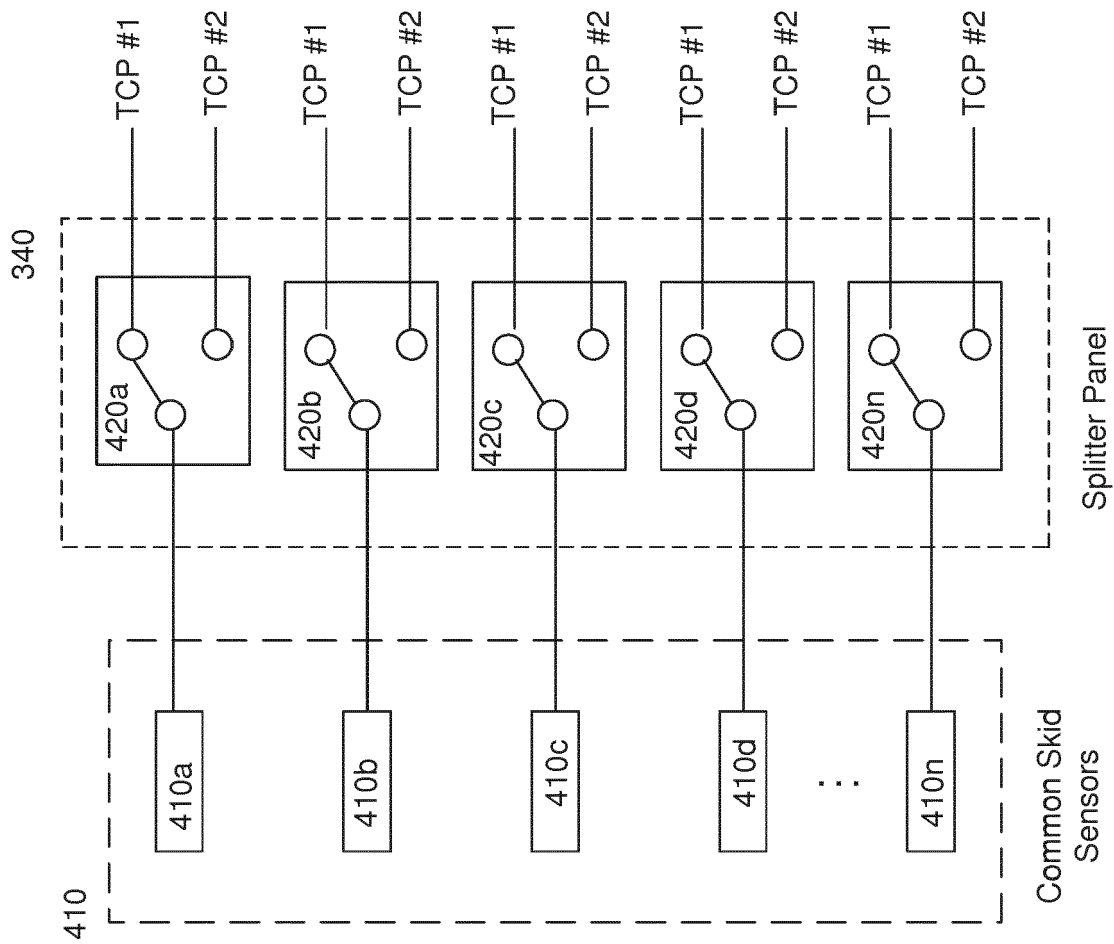 340
TCP #1
TCP #2
420a
TCP #1
TCP #2
420b
TCP #1
TCP #2
420c
TCP #1
TCP #2
420d
TCP #1
TCP #2
420n
Splitter Panel
410
410a
410b
410c
410d
...
410n
Common Skid
Sensors